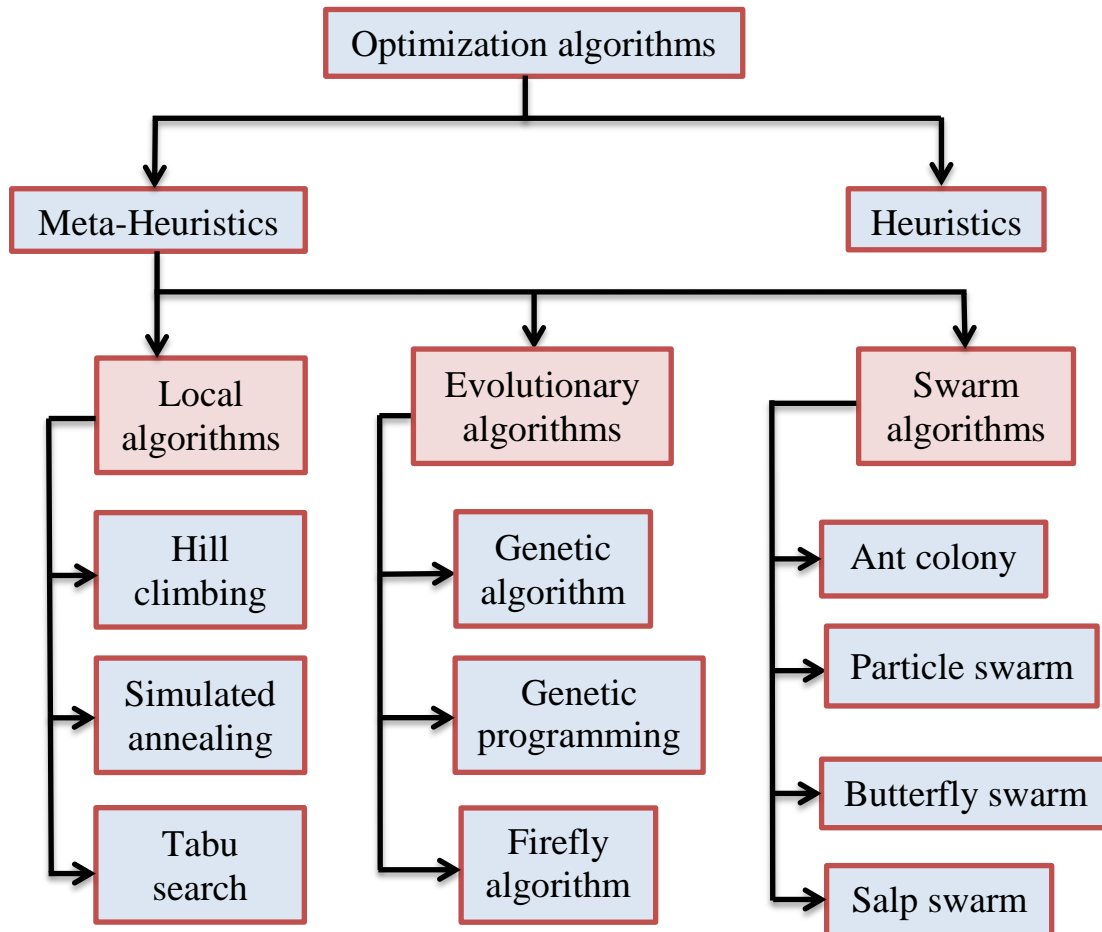 Optimization algorithms
Meta-Heuristics
Heuristics
Local
algorithms
Evolutionary
algorithms
Swarm
algorithms
Hill
climbing
Simulated
annealing
Tabu
search
Genetic
algorithm
Genetic
programming
Firefly
algorithm
Ant colony
Particle swarm
Butterfly swarm
Salp swarm